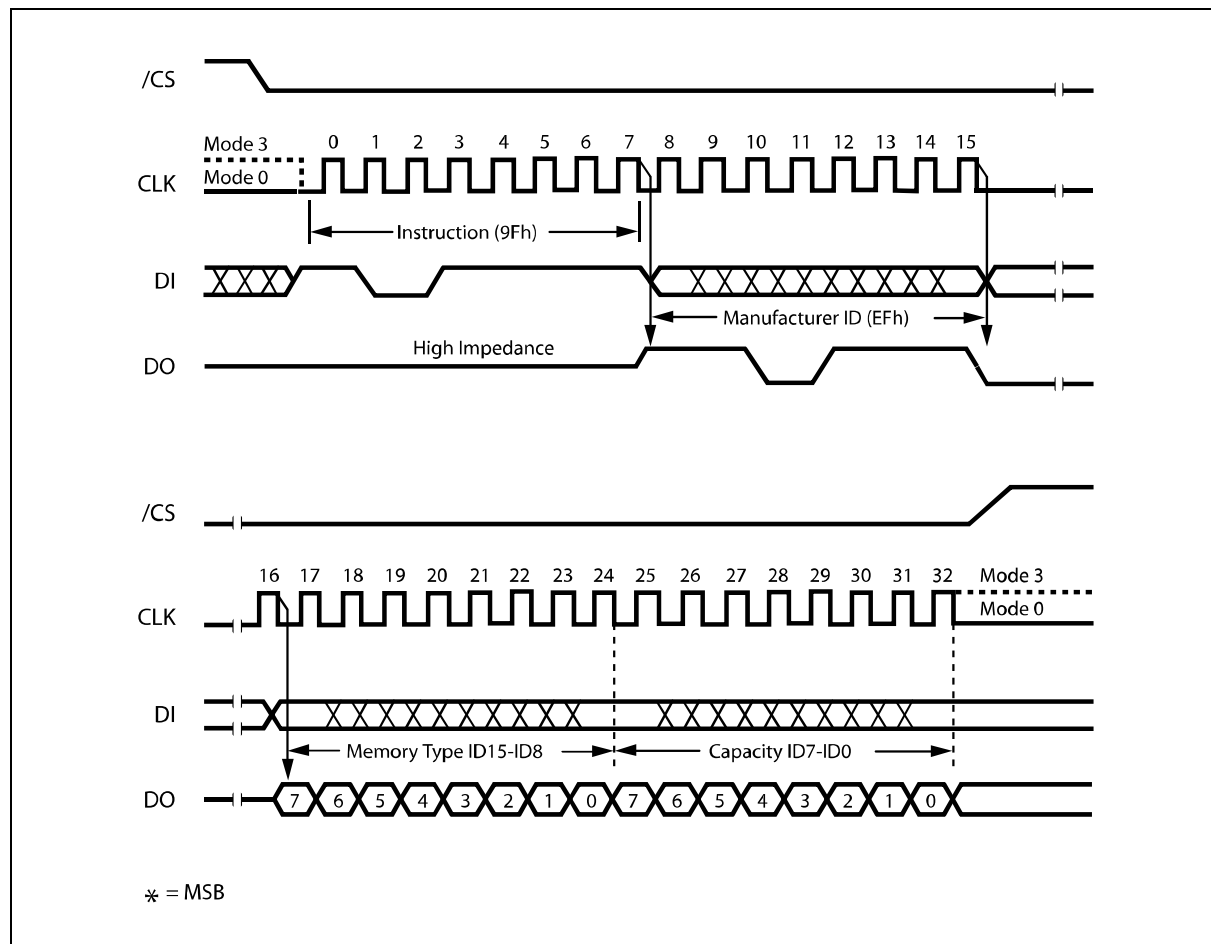 /CS
Mode 3
0 1 2 3 4 5 6 7 8 9 10 11 12 13 14 15
CLK
Mode 0
Instruction (9Fh)
DI
Manufacturer ID (EFh)
High Impedance
DO
/CS
16 17 18 19 20 21 22 23 24 25 26 27 28 29 30 31 32
Mode 3
CLK
Mode 0
DI
Memory Type ID15-ID8
Capacity ID7-ID0
DO
7 6 5 4 3 2 1 0 7 6 5 4 3 2 1 0
* = MSB